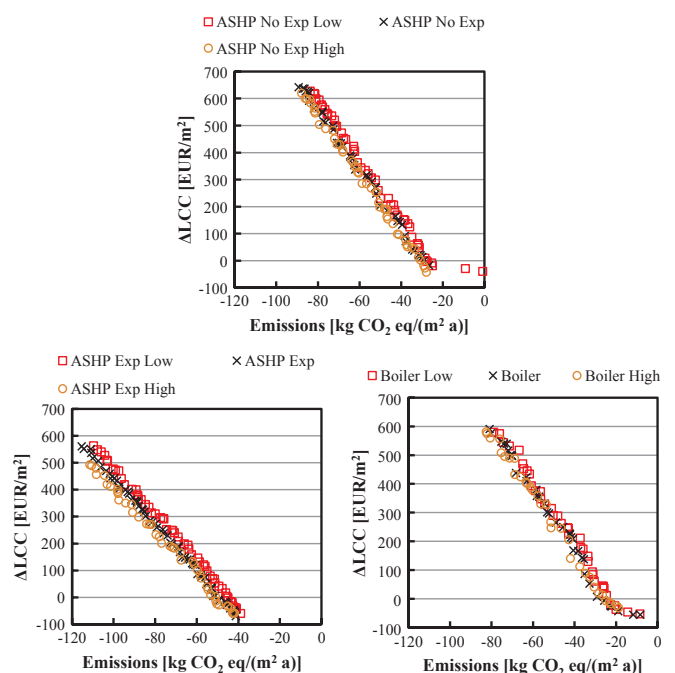 ASHP No Exp Low ASHP No Exp
ASHP No Exp High
700
600
500
400
300
200
100
0
-100
-120 -100 -80 -60 -40 -20 0
ΔLCC [EUR/m²]
Emissions [kg CO₂ eq/(m² a)]
ASHP Exp Low ASHP Exp
ASHP Exp High
700
600
500
400
300
200
100
0
-100
-120 -100 -80 -60 -40 -20 0
ΔLCC [EUR/m²]
Emissions [kg CO₂ eq/(m² a)]
Boiler Low Boiler Boiler High
700
600
500
400
300
200
100
0
-100
-120 -100 -80 -60 -40 -20 0
ΔLCC [EUR/m²]
Emissions [kg CO₂ eq/(m² a)]